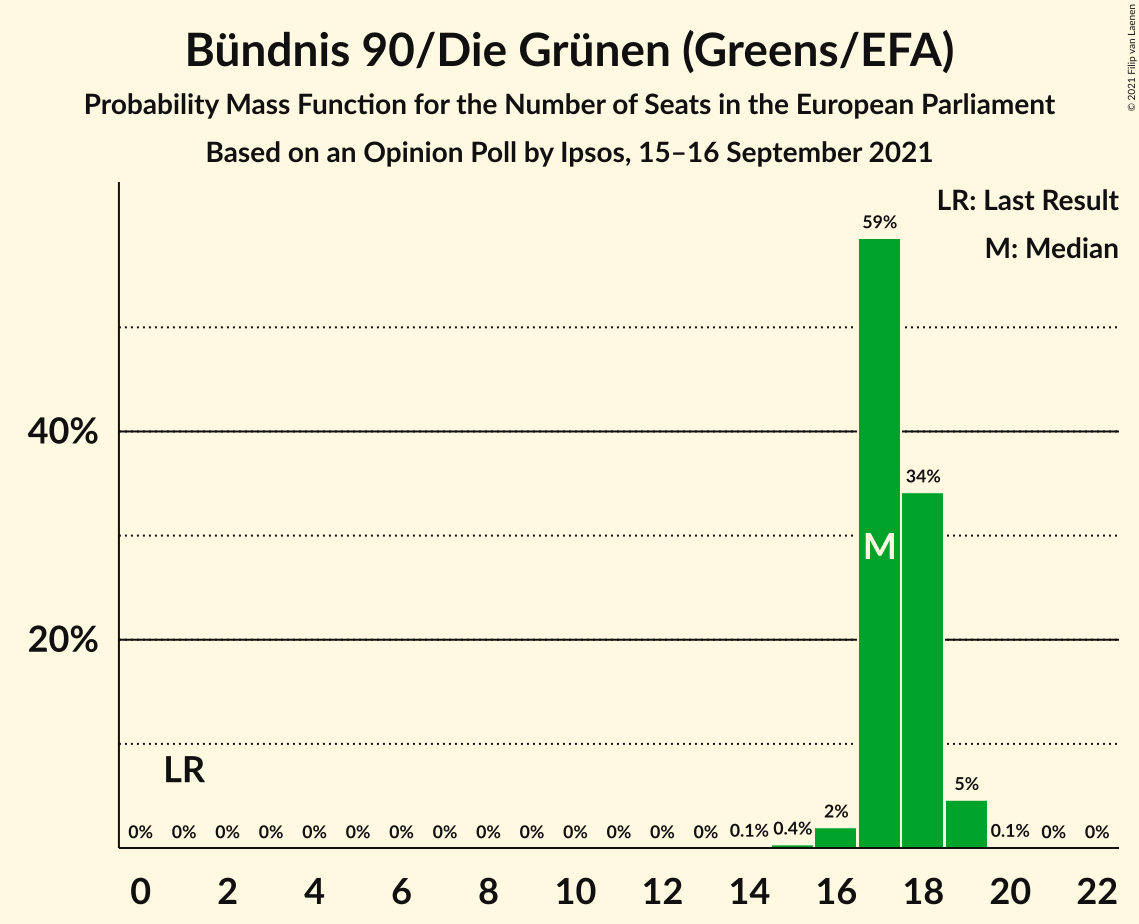 Bündnis 90/Die Grünen (Greens/EFA)
Probability Mass Function for the Number of Seats in the European Parliament
Based on an Opinion Poll by Ipsos, 15–16 September 2021
© 2021 Filip van Laenen
LR: Last Result
M: Median
59%
40%
34%
M
20%
LR
5%
2%
0% 0% 0% 0% 0% 0% 0% 0% 0% 0% 0% 0% 0% 0% 0.1% 0.4% 0.1% 0% 0%
0 2 4 6 8 10 12 14 16 18 20 22